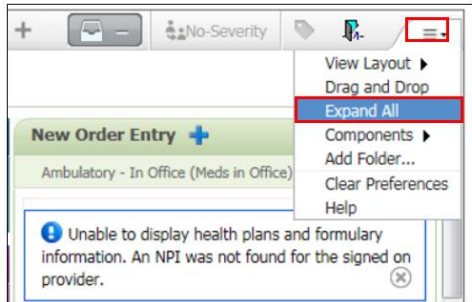 No-Severity
View Layout
Drag and Drop
Expand All
Components
Add Folder...
Clear Preferences
Help
New Order Entry
Ambulatory - In Office (Meds in Office)
Unable to display health plans and formulary
information. An NPI was not found for the signed on
provider.